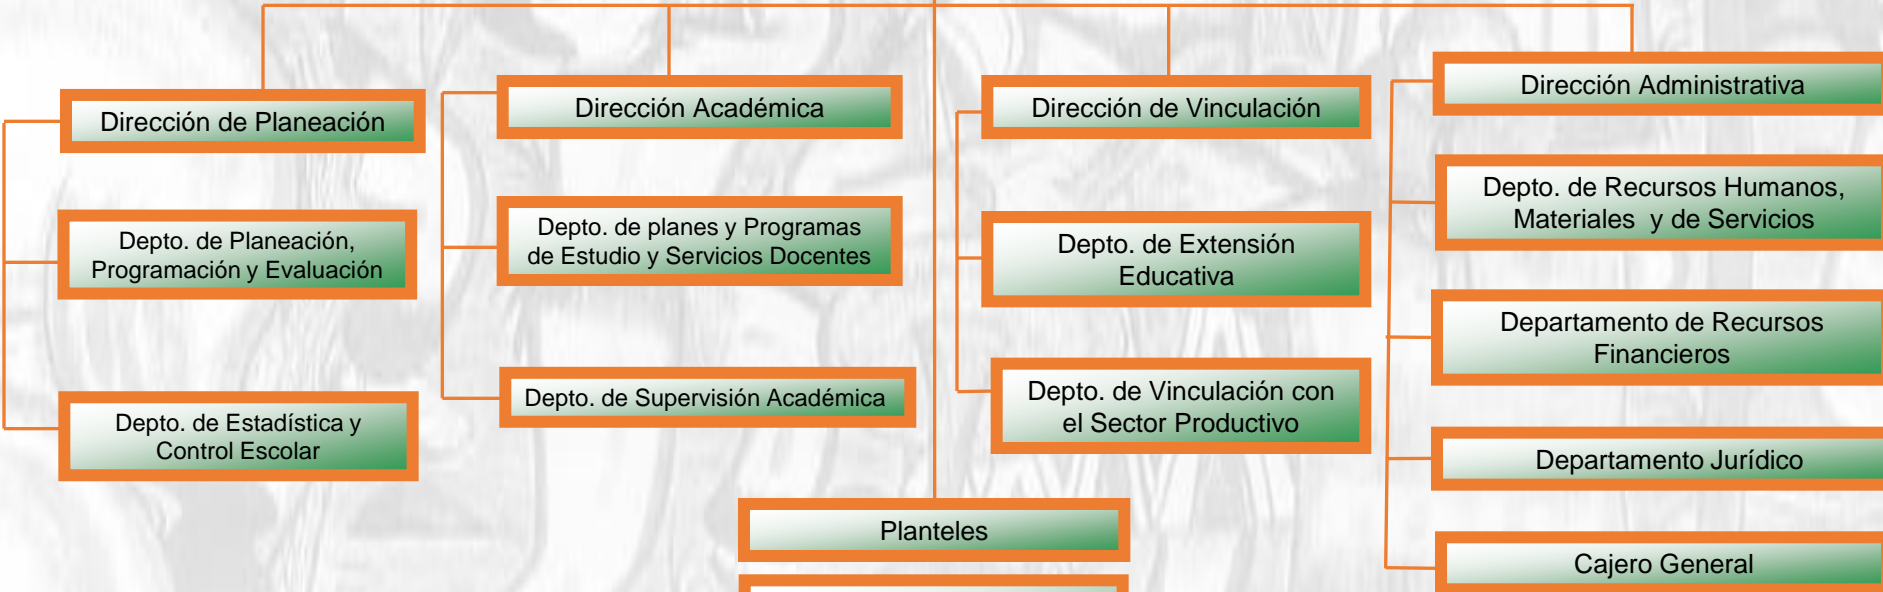 Dirección de Planeación
Depto. de Planeación,
Programación y Evaluación
Depto. de Estadística y
Control Escolar
Dirección Académica
Depto. de planes y Programas
de Estudio y Servicios Docentes
Depto. de Supervisión Académica
Dirección de Vinculación
Depto. de Extensión
Educativa
Depto. de Vinculación con
el Sector Productivo
Dirección Administrativa
Depto. de Recursos Humanos,
Materiales y de Servicios
Departamento de Recursos
Financieros
Departamento Jurídico
Cajero General
Planteles